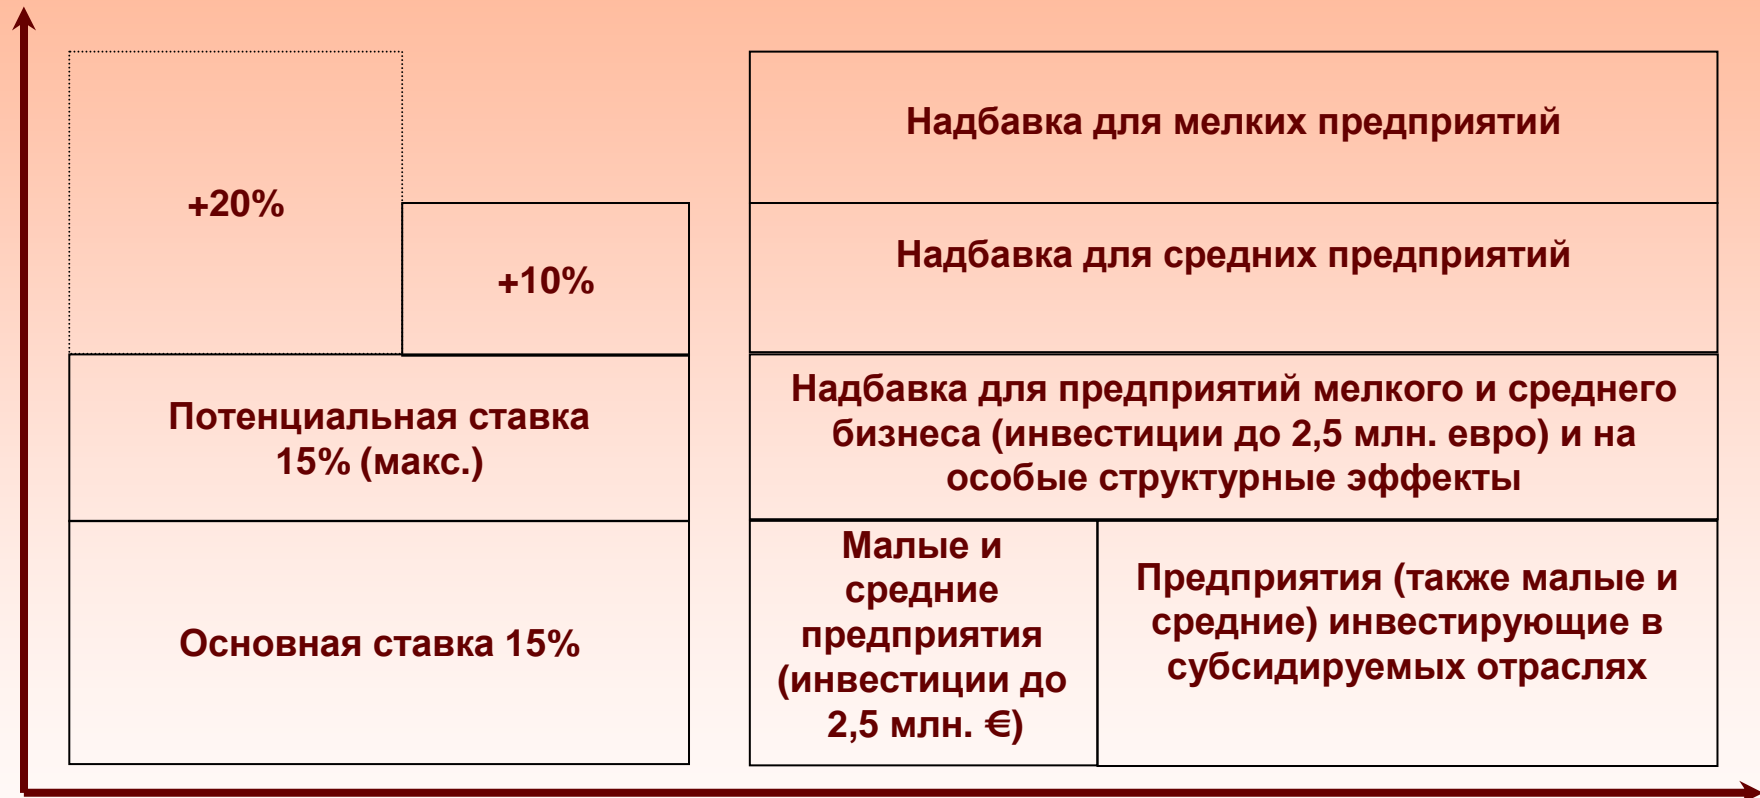 +20%
+10%
Потенциальная ставка
15% (макс.)
Основная ставка 15%
Надбавка для мелких предприятий
Надбавка для средних предприятий
Надбавка для предприятий мелкого и среднего
бизнеса (инвестиции до 2,5 млн. евро) и на
особые структурные эффекты
Малые и
средние
предприятия
(инвестиции до
2,5 млн. €)
Предприятия (также малые и
средние) инвестирующие в
субсидируемых отраслях